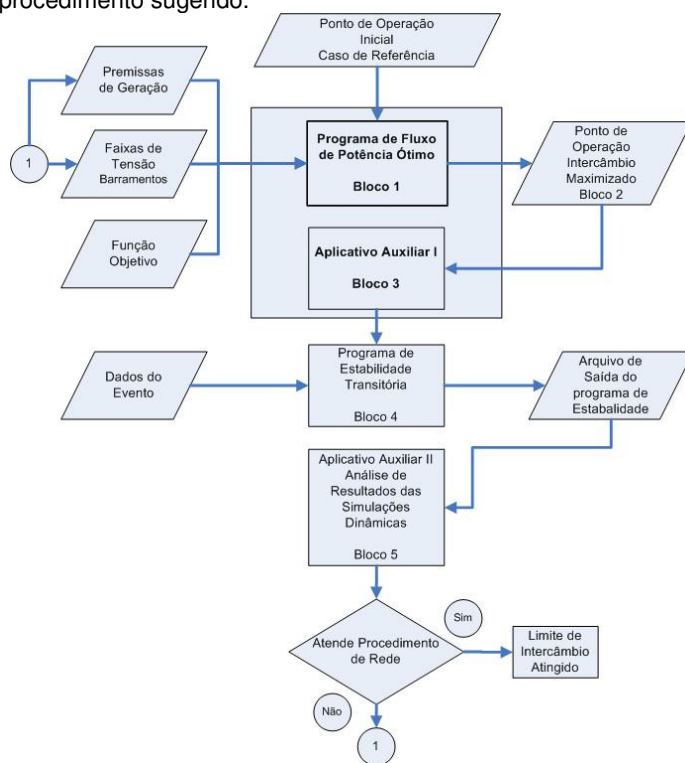 procedimento sugerido.
Ponto de Operação
Inicial
Caso de Referência
Premissas
de Geração
1
Faixas de
Tensão
Barramentos
Função
Objetivo
Programa de Fluxo
de Potência Ótimo
Bloco 1
Ponto de
Operação
Intercâmbio
Maximizado
Bloco 2
Aplicativo Auxiliar I
Bloco 3
Dados do
Evento
Programa de
Estabilidade
Transitória
Bloco 4
Arquivo de
Saída do
programa de
Estabalidade
Aplicativo Auxiliar II
Análise de
Resultados das
Simulações
Dinâmicas
Bloco 5
Atende Procedimento
de Rede
Sim
Limite de
Intercâmbio
Atingido
Não
1